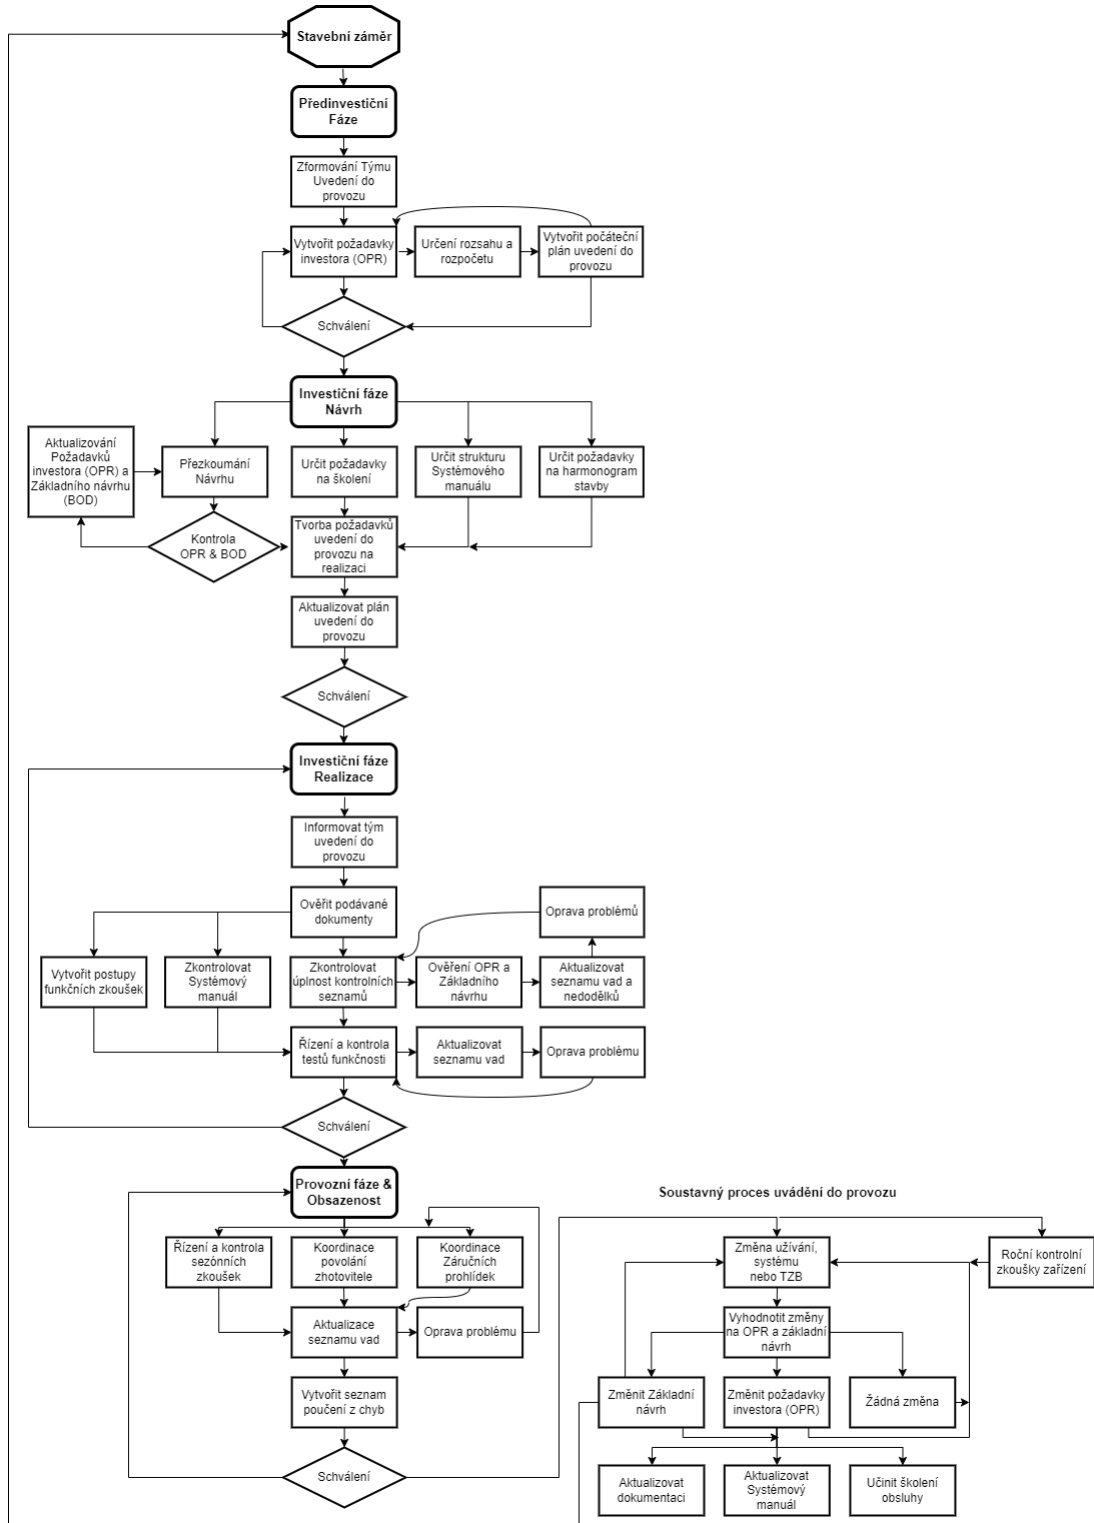 Stavební záměr
Předinvestiční
Fáze
Zformování Týmu
Uvedení do
provozu
Vytvořit požadavky
investora (OPR)
Určení rozsahu a
rozpočetu
Vytvořit počáteční
plán uvedení do
provozu
Schválení
Investiční fáze
Návrh
Aktualizování
Požadavků
investora (OPR) a
Základního návrhu
(BOD)
Přezkoumání
Návrhu
Určit požadavky
na školení
Určit strukturu
Systémového
manuálu
Určit požadavky
na harmonogram
stavby
Kontrola
OPR & BOD
Tvorba požadavků
uvedení do
provozu na
realizaci
Aktualizovat plán
uvedení do
provozu
Schválení
Investiční fáze
Realizace
Informovat tým
uvedení do
provozu
Ověřit podávané
dokumenty
Oprava problémů
Vytvořit postupy
funkčních zkoušek
Zkontrolovat
Systémový
manuál
Zkontrolovat
úplnost kontrolních
seznamů
Ověření OPR a
Základního
návrhu
Aktualizovat
seznamu vad a
nedodělků
Řízení a kontrola
testů funkčnosti
Aktualizovat
seznamu vad
Oprava problému
Schválení
Provozní fáze &
Obsazenost
Soustavný proces uvádění do provozu
Řízení a kontrola
sezónních
zkoušek
Koordinace
povolání
zhotovitele
Koordinace
Záručních
prohlídek
Změna užívání,
systému
nebo TZB
Roční kontrolní
zkoušky zařízení
Aktualizace
seznamu vad
Oprava problému
Vyhodnotit změny
na OPR a základní
návrh
Vytvořit seznam
poučení z chyb
Změnit Základní
návrh
Změnit požadavky
investora (OPR)
Žádná změna
Schválení
Aktualizovat
dokumentaci
Aktualizovat
Systémový
manuál
Učinit školení
obsluhy